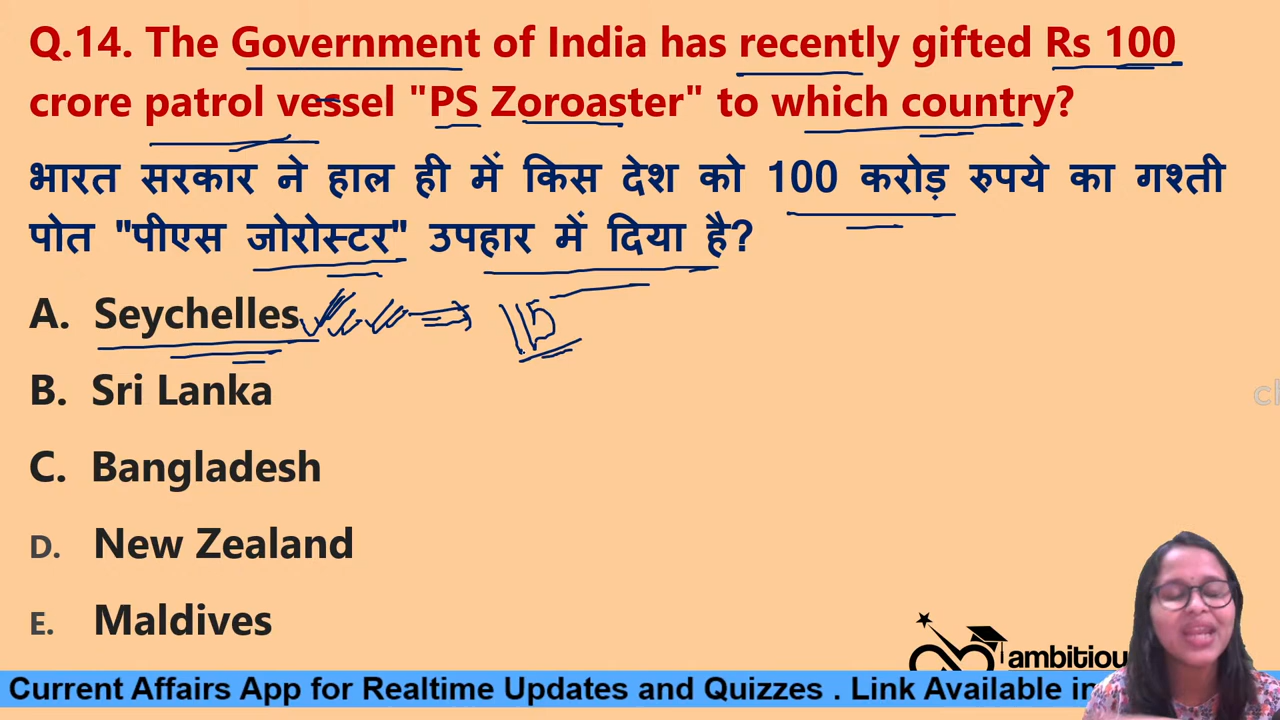 Q.14. The Government of India has recently gifted Rs 100
crore patrol vessel "PS Zoroaster" to which country?
भारत सरकार ने हाल ही में किस देश को 100 करोड़ रुपये का गश्ती
पोत "पीएस जोरोस्टर" उपहार में दिया है?
A. Seychelles 115
B. Sri Lanka
C. Bangladesh
D. New Zealand
E. Maldives
ambitiou
Current Affairs App for Realtime Updates and Quizzes . Link Available in